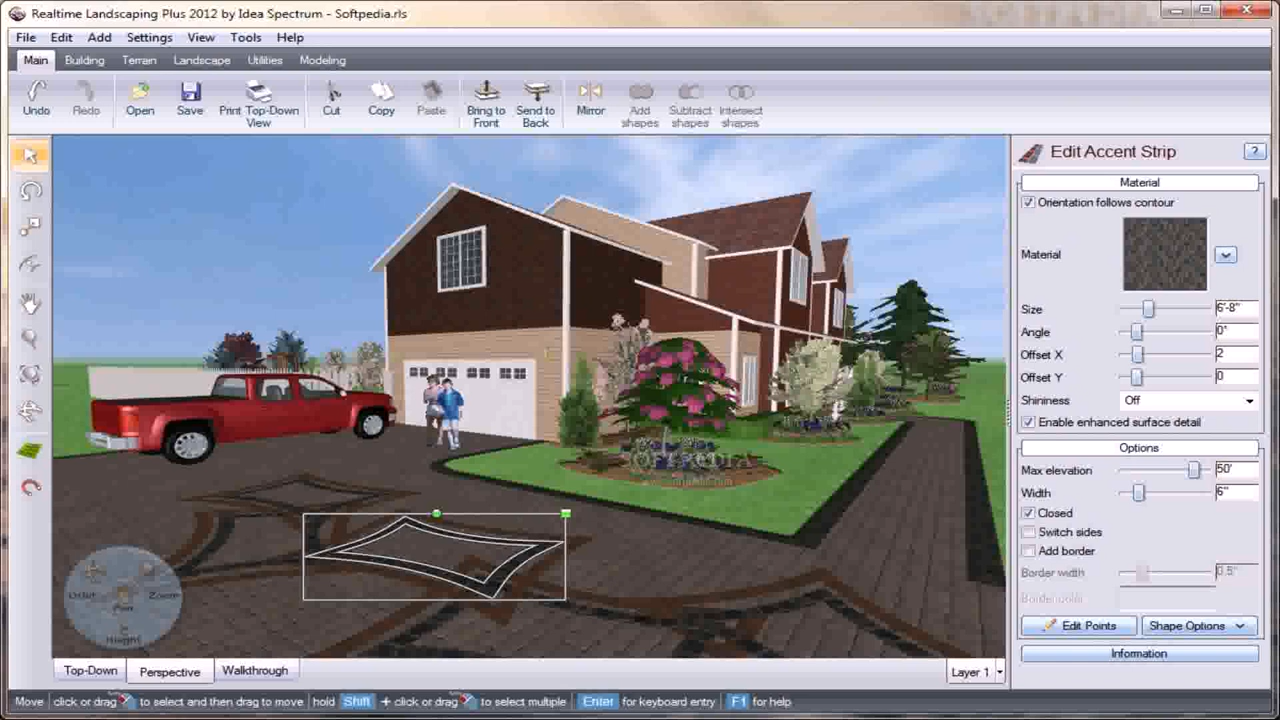 Realtime Landscaping Plus 2012 by Idea Spectrum - Softpedia.rls
File Edit Add Settings View Tools Help
Main Building Terrain Landscape Utilities Modeling
Undo Redo Open Save Print Top-Down View Cut Copy Paste Bring to Front Send to Back Mirror Add shapes Subtract shapes Intersect shapes
Edit Accent Strip ?
Material
Orientation follows contour
Material
Size 6'-8"
Angle 0°
Offset X 2
Offset Y 0
Shininess Off
Enable enhanced surface detail
Options
Max elevation 50'
Width 6"
Closed
Switch sides
Add border
Border width 0.5"
Border color
Edit Points Shape Options
Information
SOFTPEDIA
Orbit Pan Zoom
Height
Top-Down Perspective Walkthrough Layer 1
Move click or drag to select and then drag to move hold Shift + click or drag to select multiple Enter for keyboard entry F1 for help